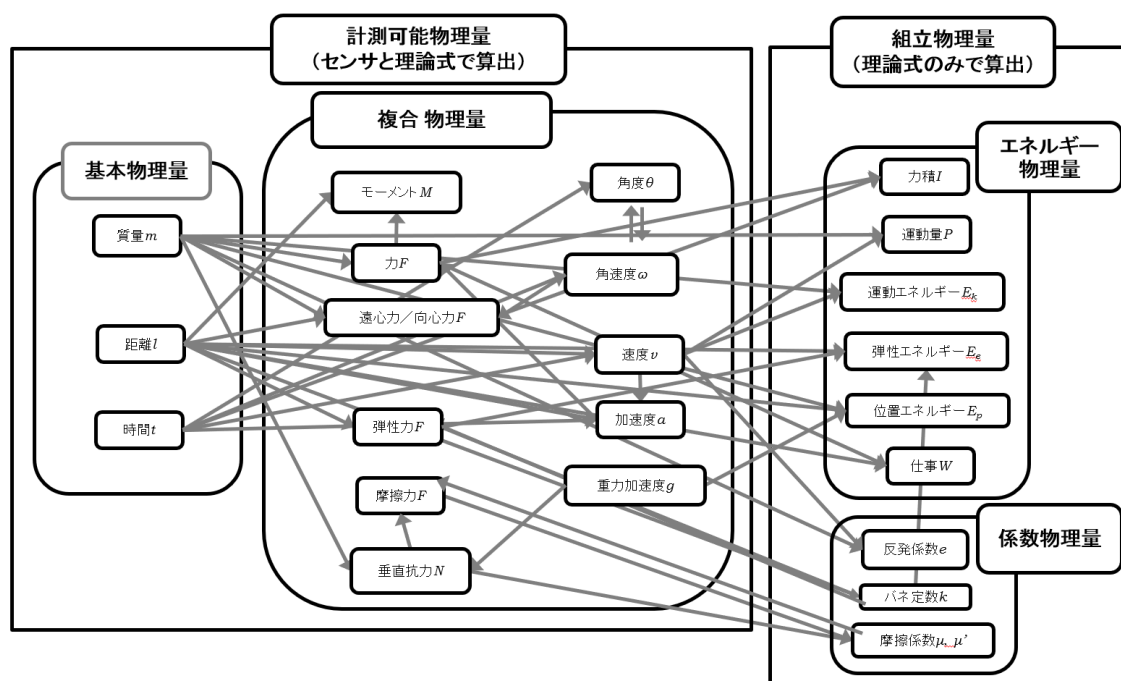 計測可能物理量
（センサと理論式で算出）
組立物理量
（理論式のみで算出）
複合 物理量
基本物理量
エネルギー
物理量
係数物理量
質量m
距離l
時間t
モーメントM
力F
遠心力／向心力F
弾性力F
摩擦力F
垂直抗力N
角度θ
角速度ω
速度v
加速度a
重力加速度g
力積I
運動量P
運動エネルギーE_k
弾性エネルギーE_e
位置エネルギーE_p
仕事W
反発係数e
バネ定数k
摩擦係数μ、μ'